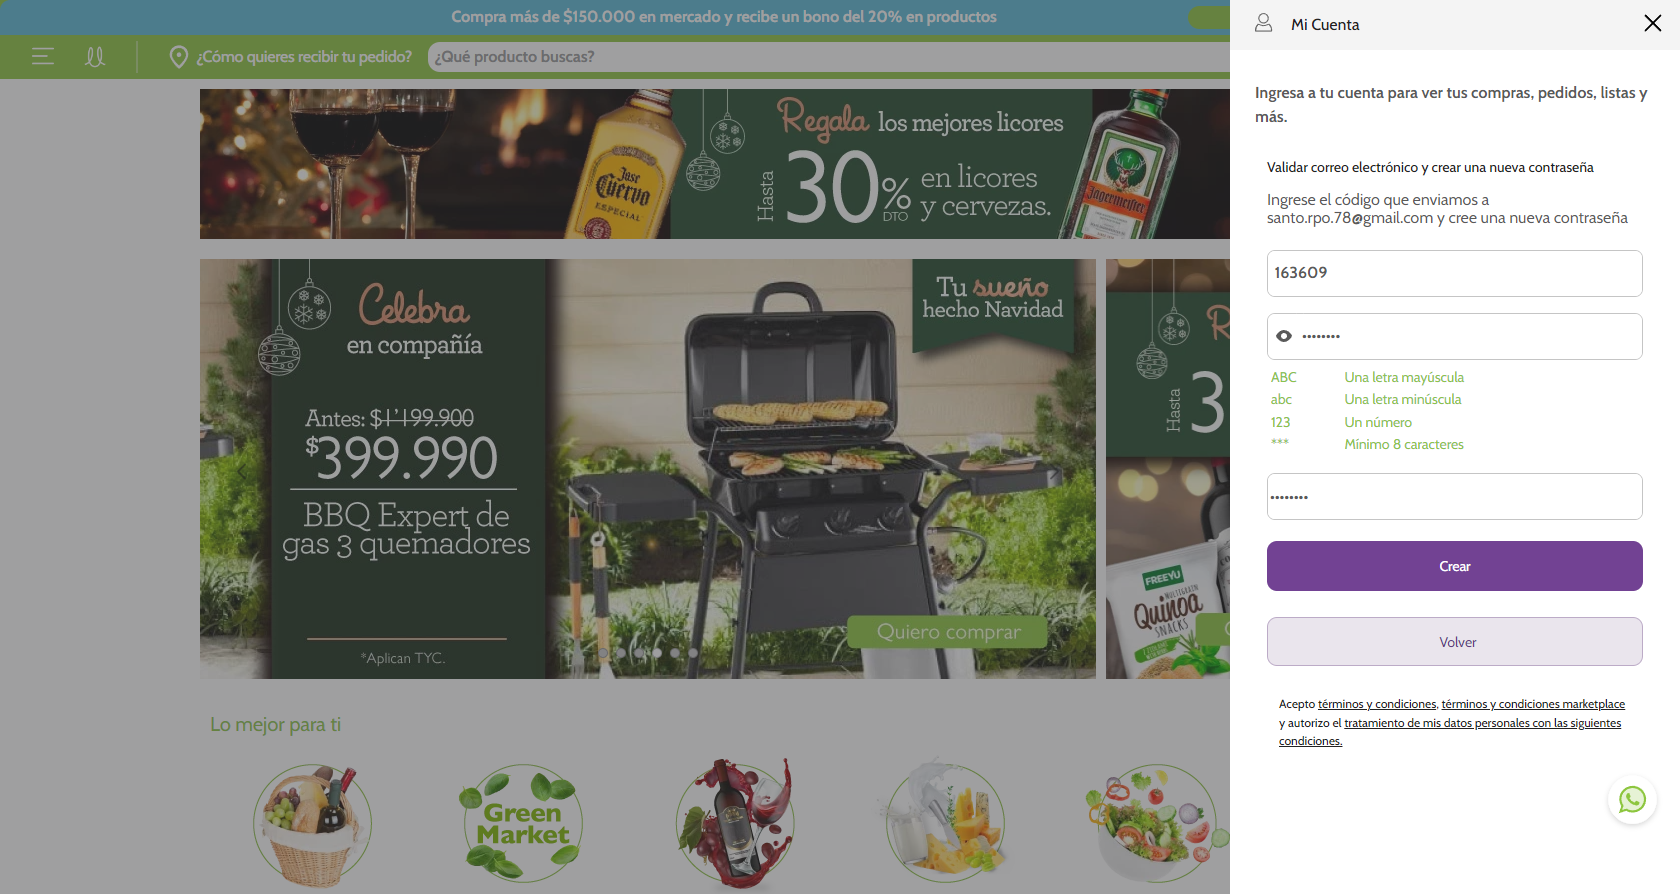 Compra más de $150.000 en mercado y recibe un bono del 20% en productos
¿Cómo quieres recibir tu pedido?
¿Qué producto buscas?
Jose
Cuervo
ESPECIAL
Regala los mejores licores
Hasta
30%
DTO
en licores
y cervezas.
Jägermeister
Celebra
en compañía
Antes: $1'199.900
$399.990
BBQ Expert de
gas 3 quemadores
*Aplican TYC.
Tu sueño
hecho Navidad
Quiero comprar
R
Hasta
3
FREEYU
MULTIGRAIN
Quinoa
SNACKS
Lo mejor para ti
Green
Market
Mi Cuenta
Ingresa a tu cuenta para ver tus compras, pedidos, listas y
más.
Validar correo electrónico y crear una nueva contraseña
Ingrese el código que enviamos a
santo.rpo.78@gmail.com y cree una nueva contraseña
163609
••••••••
ABC Una letra mayúscula
abc Una letra minúscula
123 Un número
*** Mínimo 8 caracteres
••••••••
Crear
Volver
Acepto términos y condiciones, términos y condiciones marketplace
y autorizo el tratamiento de mis datos personales con las siguientes
condiciones.